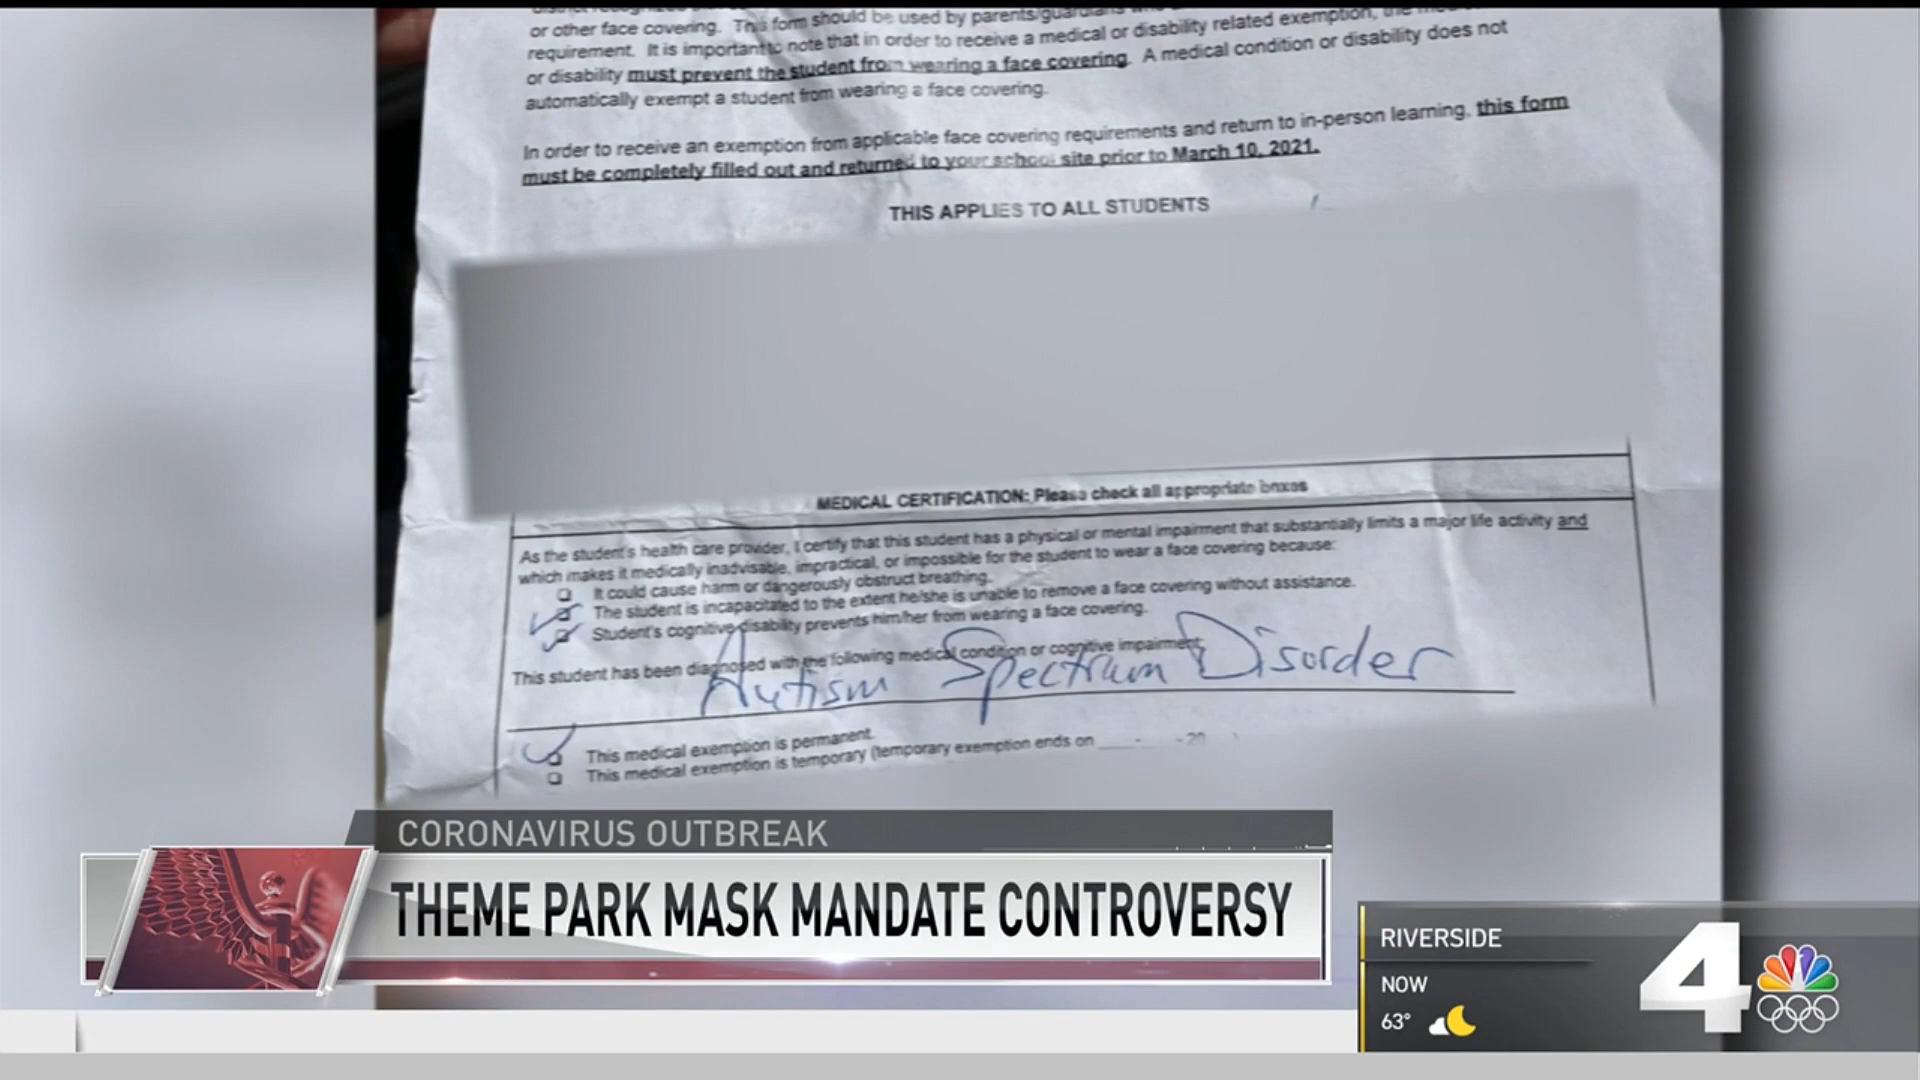 or other face covering. This form should be used by parents/guardians
requirement. It is important to note that in order to receive a medical or disability related exemption, the
or disability must prevent the student from wearing a face covering. A medical condition or disability does not
automatically exempt a student from wearing a face covering.
In order to receive an exemption from applicable face covering requirements and return to in-person learning, this form
must be completely filled out and returned to your school site prior to March 10, 2021.
THIS APPLIES TO ALL STUDENTS
MEDICAL CERTIFICATION: Please check all appropriate boxes
As the student's health care provider, I certify that this student has a physical or mental impairment that substantially limits a major life activity and
which makes it medically inadvisable, impractical, or impossible for the student to wear a face covering because:
It could cause harm or dangerously obstruct breathing.
The student is incapacitated to the extent he/she is unable to remove a face covering without assistance.
Student's cognitive disability prevents him/her from wearing a face covering.
This student has been diagnosed with the following medical condition or cognitive impairment:
Autism Spectrum Disorder
This medical exemption is permanent.
This medical exemption is temporary (temporary exemption ends on - - 20
CORONAVIRUS OUTBREAK
THEME PARK MASK MANDATE CONTROVERSY
RIVERSIDE
NOW
63°
4